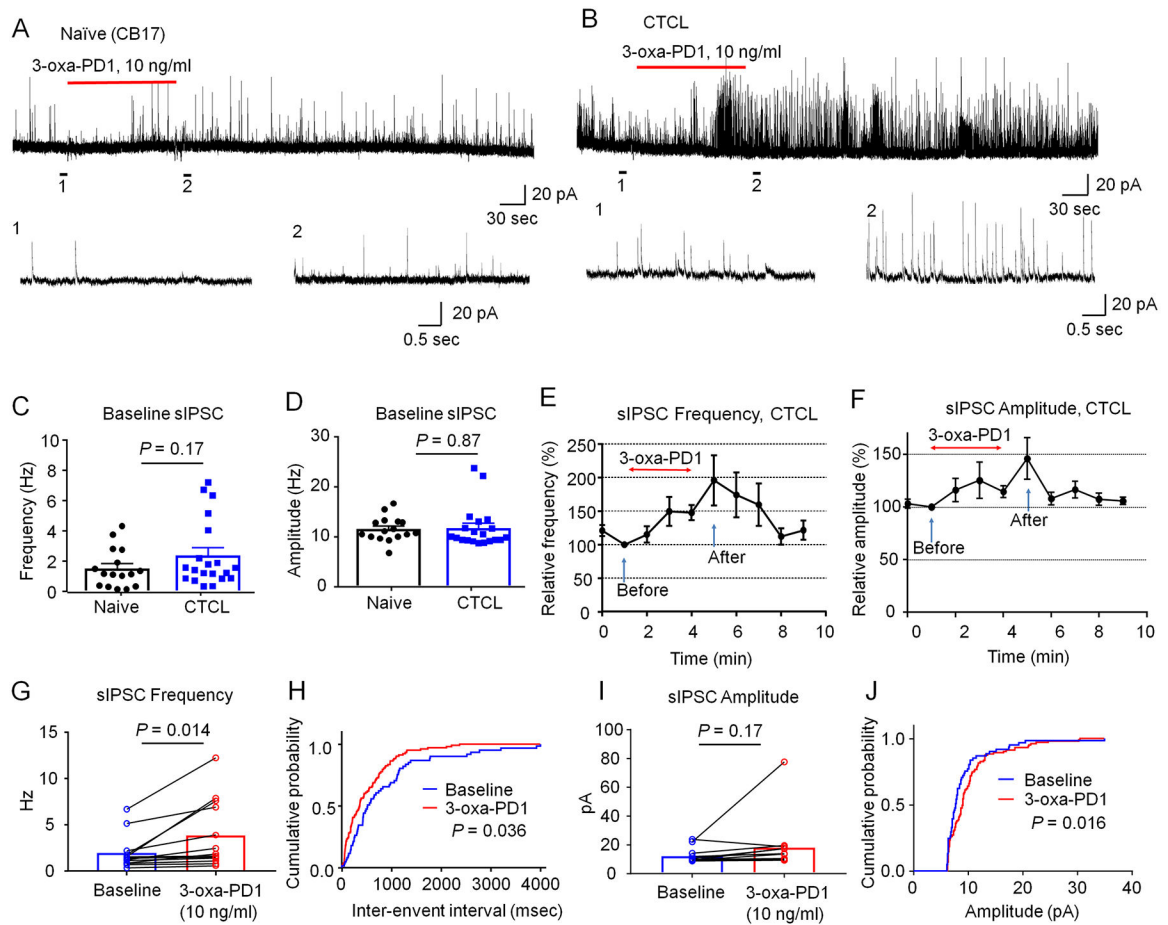 A
Naïve (CB17)
3-oxa-PD1, 10 ng/ml
1
2
20 pA
30 sec
1
2
20 pA
0.5 sec
B
CTCL
3-oxa-PD1, 10 ng/ml
1
2
20 pA
30 sec
1
2
20 pA
0.5 sec
C
Baseline sIPSC
P = 0.17
Frequency (Hz)
10
8
6
4
2
0
Naive
CTCL
D
Baseline sIPSC
P = 0.87
Amplitude (Hz)
30
20
10
0
Naive
CTCL
E
sIPSC Frequency, CTCL
3-oxa-PD1
Relative frequency (%)
250
200
150
100
50
0
Before
After
0 2 4 6 8 10
Time (min)
F
sIPSC Amplitude, CTCL
3-oxa-PD1
Relative amplitude (%)
150
100
50
0
Before
After
0 2 4 6 8 10
Time (min)
G
sIPSC Frequency
P = 0.014
Hz
15
10
5
0
Baseline
3-oxa-PD1
(10 ng/ml)
H
Cumulative probability
1.0
0.5
0.0
Baseline
3-oxa-PD1
P = 0.036
0 1000 2000 3000 4000
Inter-envent interval (msec)
I
sIPSC Amplitude
P = 0.17
pA
100
80
60
40
20
0
Baseline
3-oxa-PD1
(10 ng/ml)
J
Cumulative probability
1.0
0.5
0.0
Baseline
3-oxa-PD1
P = 0.016
0 10 20 30 40
Amplitude (pA)